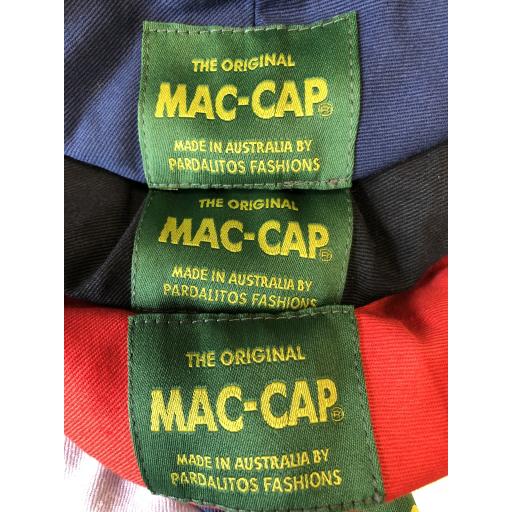 THE ORIGINAL
MAC-CAP®
MADE IN AUSTRALIA BY
PARDALITOS FASHIONS
THE ORIGINAL
MAC-CAP®
MADE IN AUSTRALIA BY
PARDALITOS FASHIONS
THE ORIGINAL
MAC-CAP®
MADE IN AUSTRALIA BY
PARDALITOS FASHIONS